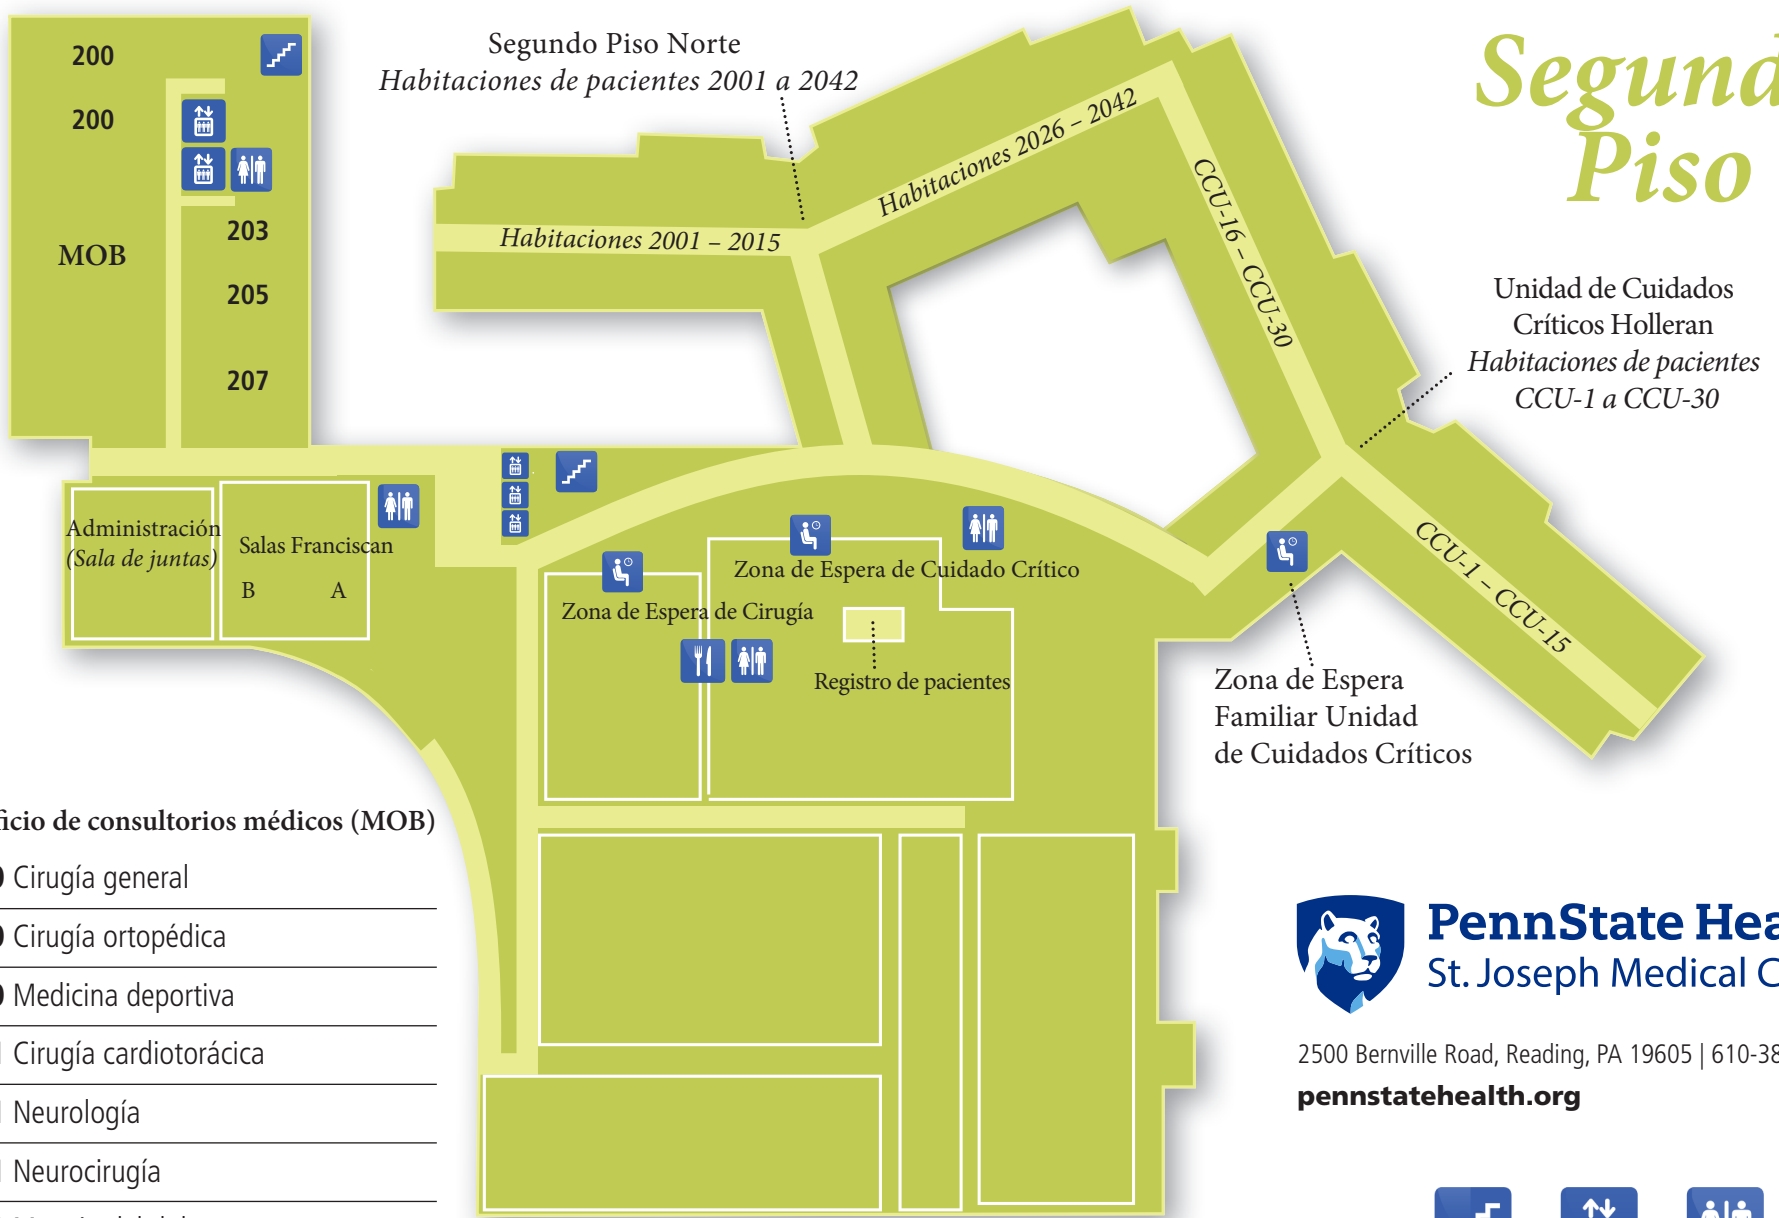 Segundo Piso Norte
Habitaciones de pacientes 2001 a 2042
Piso
200
200
MOB
203
205
207
Habitaciones 2001 – 2015
Habitaciones 2026 – 2042
CCU-16 – CCU-30
CCU-1 – CCU-15
Unidad de Cuidados
Críticos Holleran
Habitaciones de pacientes
CCU-1 a CCU-30
Administración
(Sala de juntas)
Salas Franciscan
B A
Zona de Espera de Cuidado Crítico
Zona de Espera de Cirugía
Registro de pacientes
Zona de Espera
Familiar Unidad
de Cuidados Críticos
de consultorios médicos (MOB)
Cirugía general
Cirugía ortopédica
Medicina deportiva
Cirugía cardiotorácica
Neurología
Neurocirugía
PennState
St. Joseph Medical
2500 Bernville Road, Reading, PA 19605 | 610-38
pennstatehealth.org